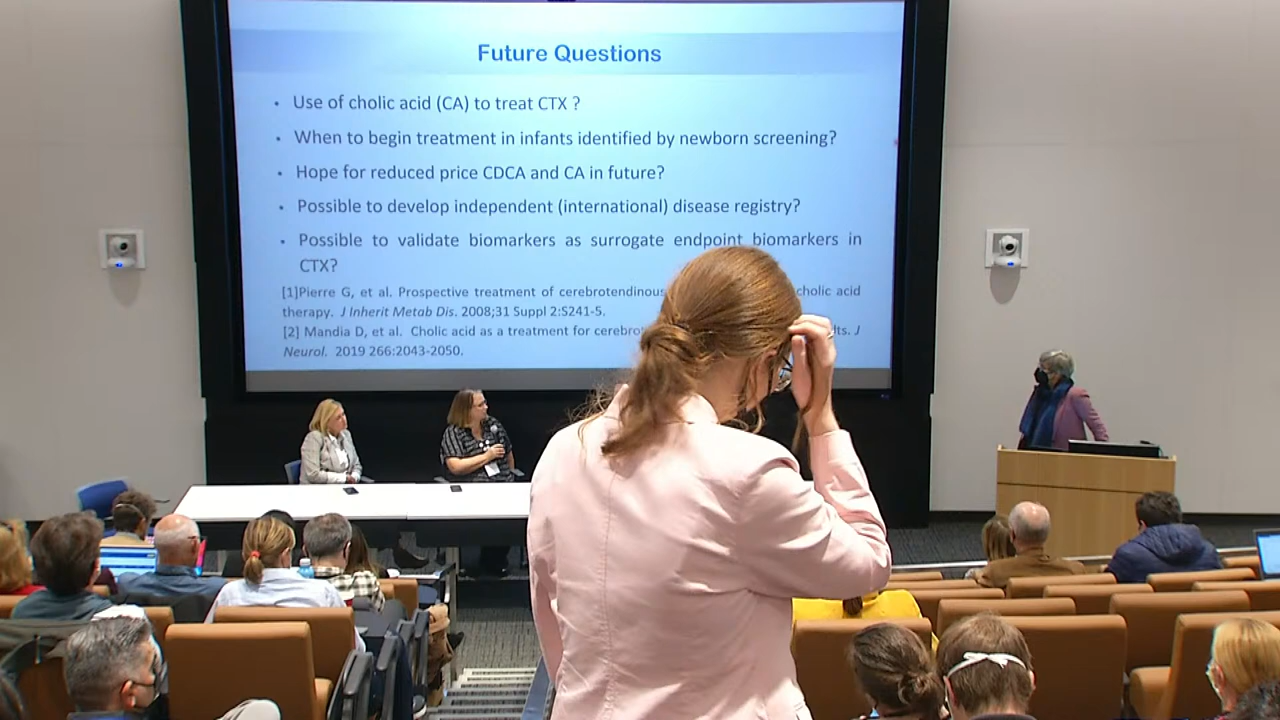 Future Questions
• Use of cholic acid (CA) to treat CTX ?
• When to begin treatment in infants identified by newborn screening?
• Hope for reduced price CDCA and CA in future?
• Possible to develop independent (international) disease registry?
• Possible to validate biomarkers as surrogate endpoint biomarkers in
CTX?
[1]Pierre G, et al. Prospective treatment of cerebrotendinous cholic acid
therapy. J Inherit Metab Dis. 2008;31 Suppl 2:S241-5.
[2] Mandia D, et al. Cholic acid as a treatment for J
Neurol. 2019 266:2043-2050.